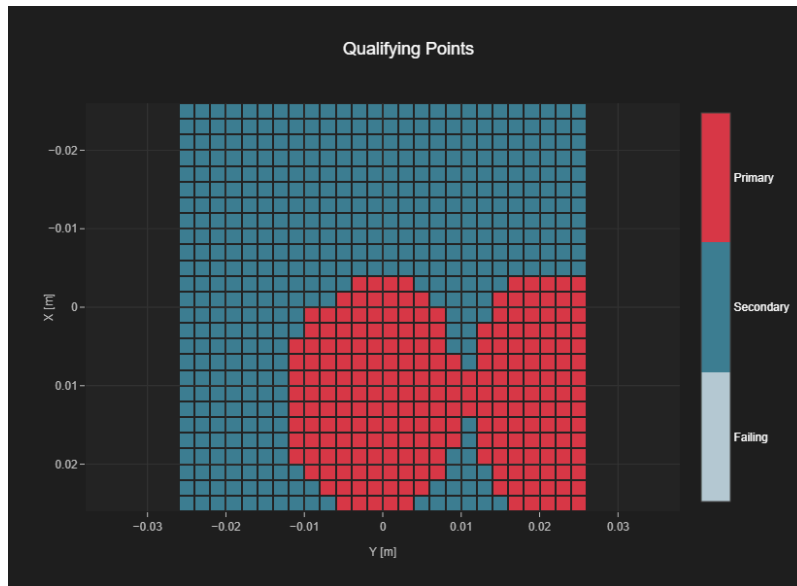 Qualifying Points
−0.02
−0.01
0
0.01
0.02
X [m]
−0.03
−0.02
−0.01
0
0.01
0.02
0.03
Y [m]
Primary
Secondary
Failing